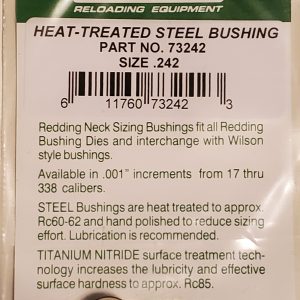 RELOADING EQUIPMENT
HEAT-TREATED STEEL BUSHING
PART NO. 73242
SIZE .242
6 11760 73242 3
Redding Neck Sizing Bushings fit all Redding
Bushing Dies and interchange with Wilson
style bushings.
Available in .001" increments from 17 thru
338 calibers.
STEEL Bushings are heat treated to approx.
Rc60-62 and hand polished to reduce sizing
effort. Lubrication is recommended.
TITANIUM NITRIDE surface treatment tech-
nology increases the lubricity and effective
surface hardness to approx. Rc85.